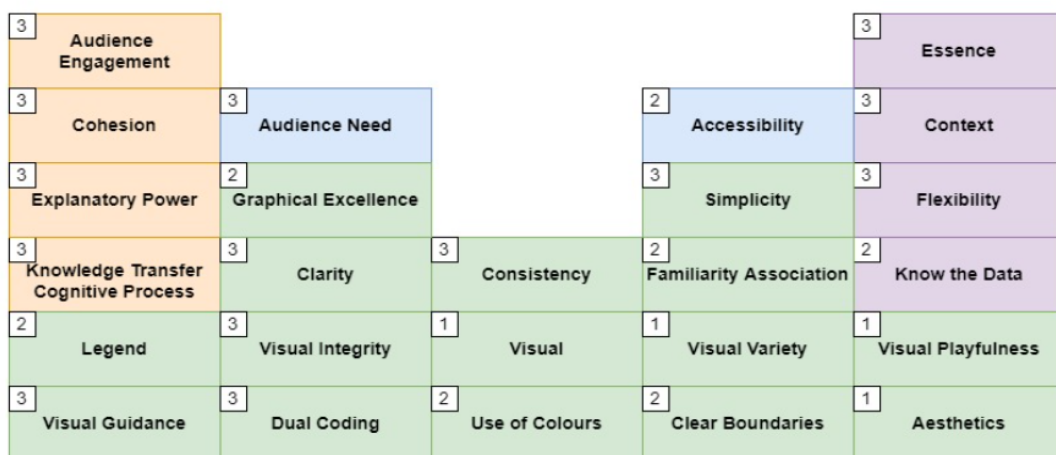 3
Audience
Engagement
3
Essence
3
Cohesion
3
Audience Need
2
Accessibility
3
Context
3
Explanatory Power
2
Graphical Excellence
3
Simplicity
3
Flexibility
3
Knowledge Transfer
Cognitive Process
3
Clarity
3
Consistency
2
Familiarity Association
2
Know the Data
2
Legend
3
Visual Integrity
1
Visual
1
Visual Variety
1
Visual Playfulness
3
Visual Guidance
3
Dual Coding
2
Use of Colours
2
Clear Boundaries
1
Aesthetics